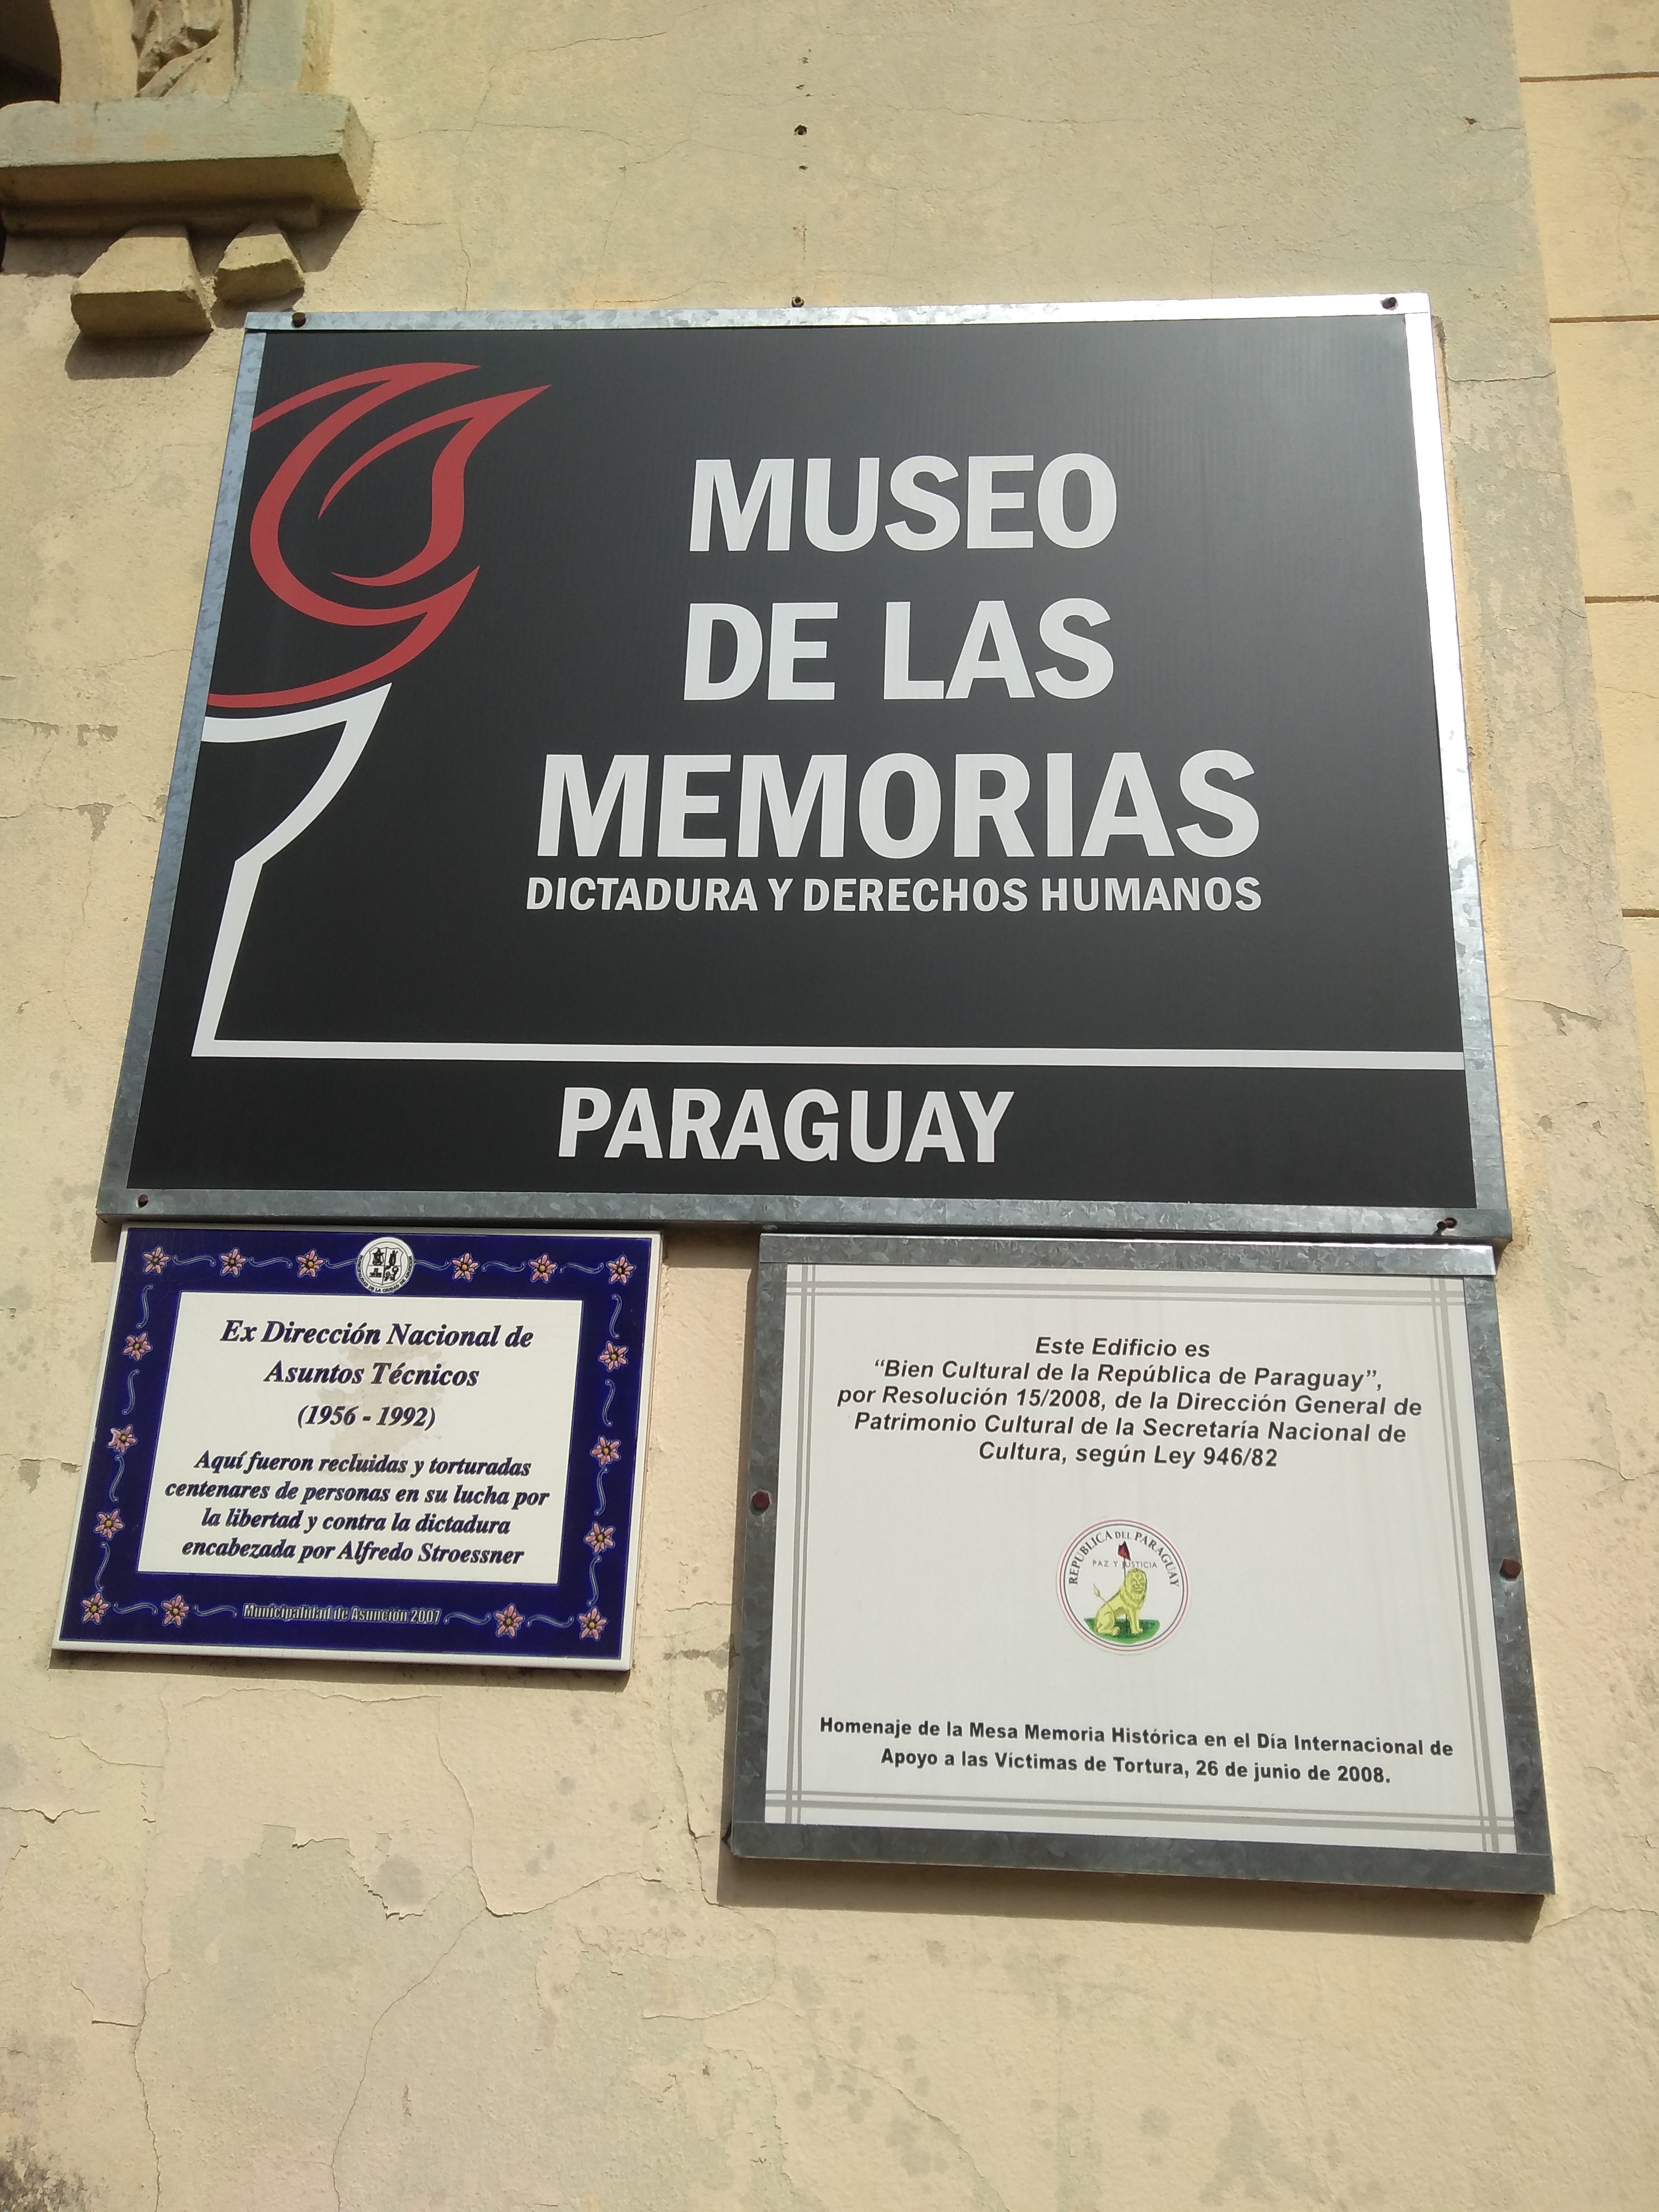 MUSEO
DE LAS
MEMORIAS
DICTADURA Y DERECHOS HUMANOS
PARAGUAY
Ex Dirección Nacional de
Asuntos Técnicos
(1956 - 1992)
Aquí fueron recluidas y torturadas
centenares de personas en su lucha por
la libertad y contra la dictadura
encabezada por Alfredo Stroessner
Municipalidad de Asunción 2007
Este Edificio es
“Bien Cultural de la República de Paraguay”,
por Resolución 15/2008, de la Dirección General de
Patrimonio Cultural de la Secretaría Nacional de
Cultura, según Ley 946/82
REPUBLICA DEL PARAGUAY
PAZ Y JUSTICIA
Homenaje de la Mesa Memoria Histórica en el Día Internacional de
Apoyo a las Víctimas de Tortura, 26 de junio de 2008.